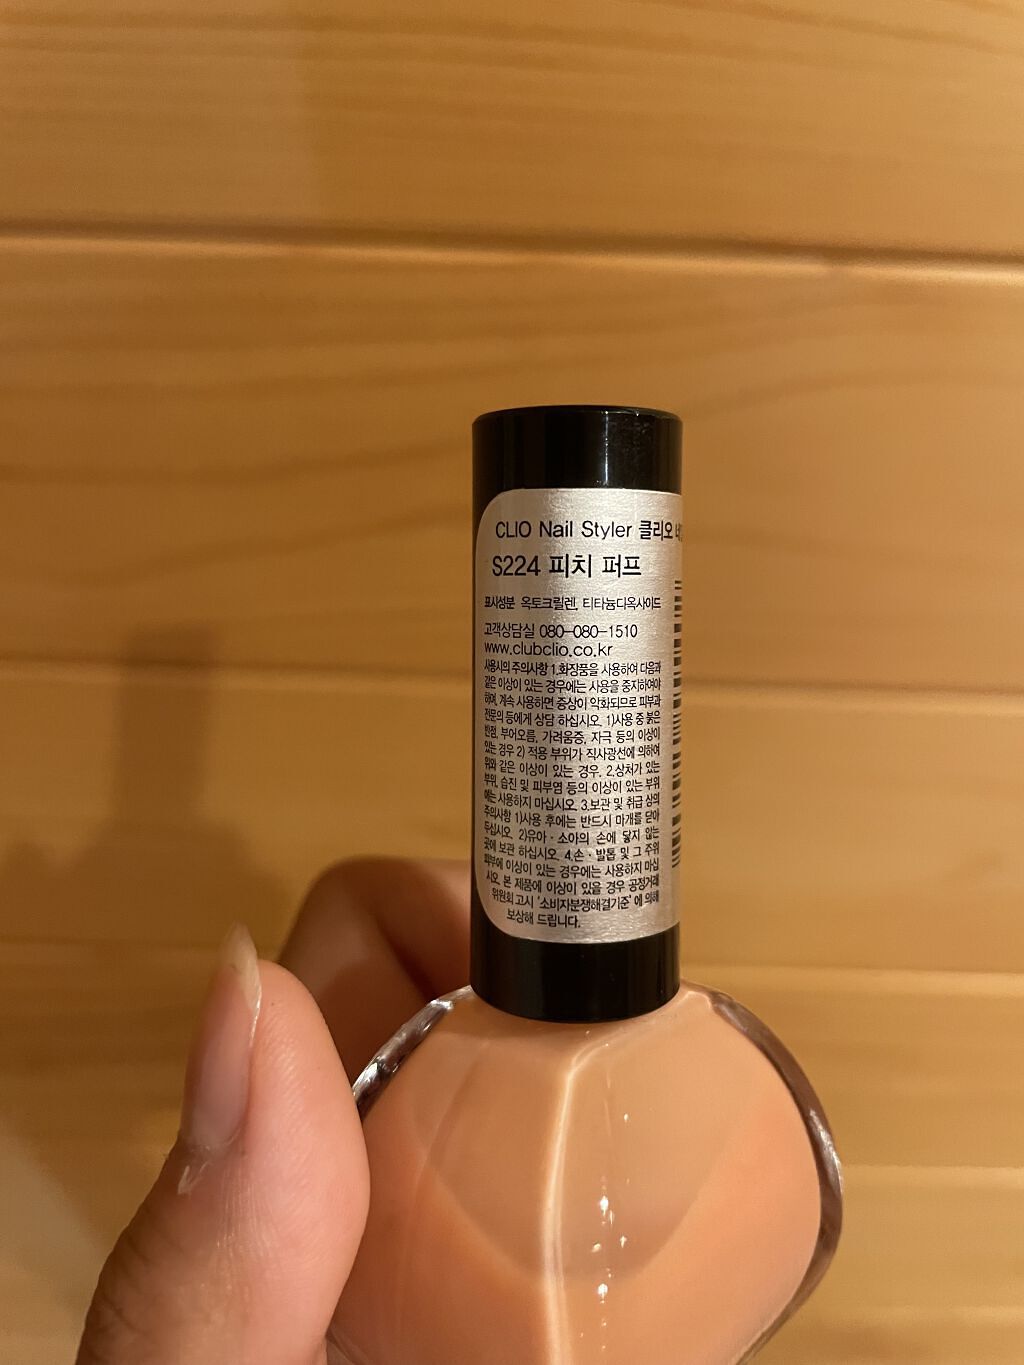 CLIO Nail Styler 클리오
S224 피치 퍼프
표시성분 옥토크릴렌, 티타늄디옥사이드
고객상담실 080-080-1510
www.clubclio.co.kr
사용시의 주의사항 1.화장품을 사용하여 다음과
같은 이상이 있는 경우에는 사용을 중지하여야
하며, 계속 사용하면 증상이 악화되므로 피부과
전문의 등에게 상담 하십시오. 1)사용 중 붉은
반점, 부어오름, 가려움증, 자극 등의 이상이
있는 경우 2) 적용 부위가 직사광선에 의하여
위와 같은 이상이 있는 경우. 2.상처가 있는
부위, 습진 및 피부염 등의 이상이 있는 부위
에는 사용하지 마십시오. 3.보관 및 취급 상의
주의사항 1)사용 후에는 반드시 마개를 닫아
두십시오. 2)유아·소아의 손에 닿지 않는
곳에 보관 하십시오. 4.손·발톱 및 그 주위
피부에 이상이 있는 경우에는 사용하지 마십
시오. 본 제품에 이상이 있을 경우 공정거래
위원회 고시 '소비자분쟁해결기준' 에 의해
보상해 드립니다.